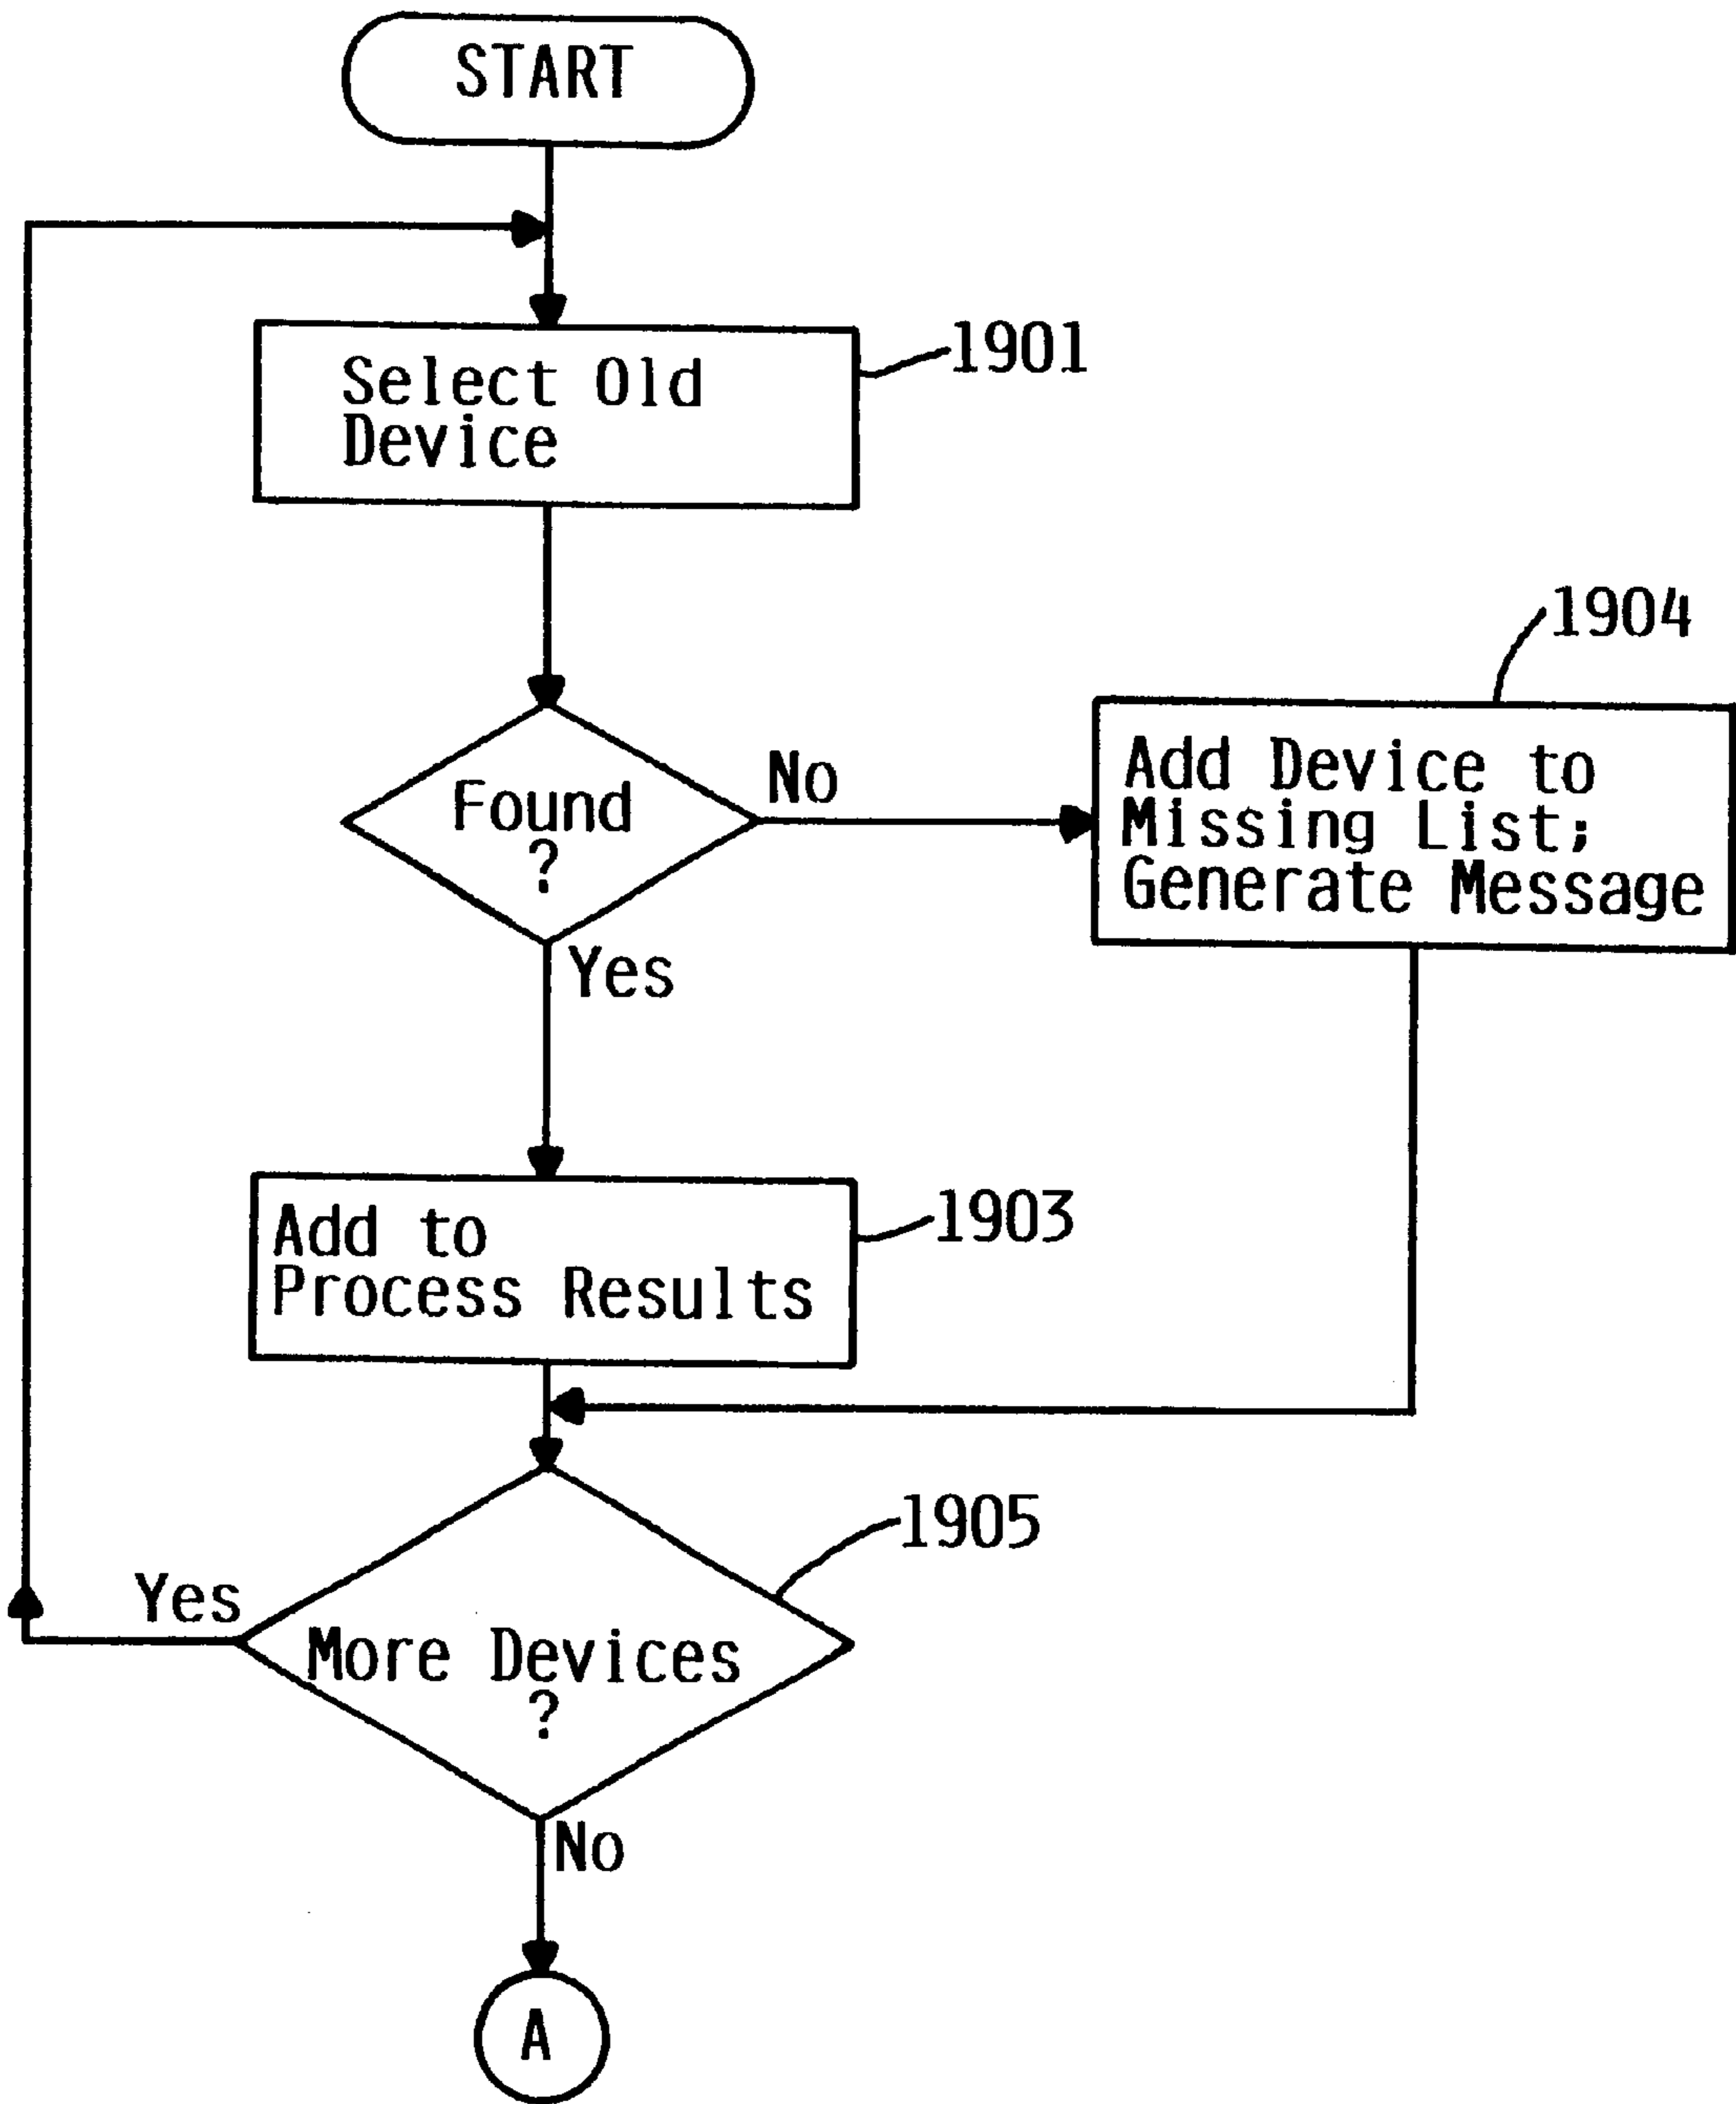 START
Select Old
Device
1901
Found
?
No
Yes
1904
Add Device to
Missing List;
Generate Message
Add to
Process Results
1903
1905
More Devices
?
Yes
No
A